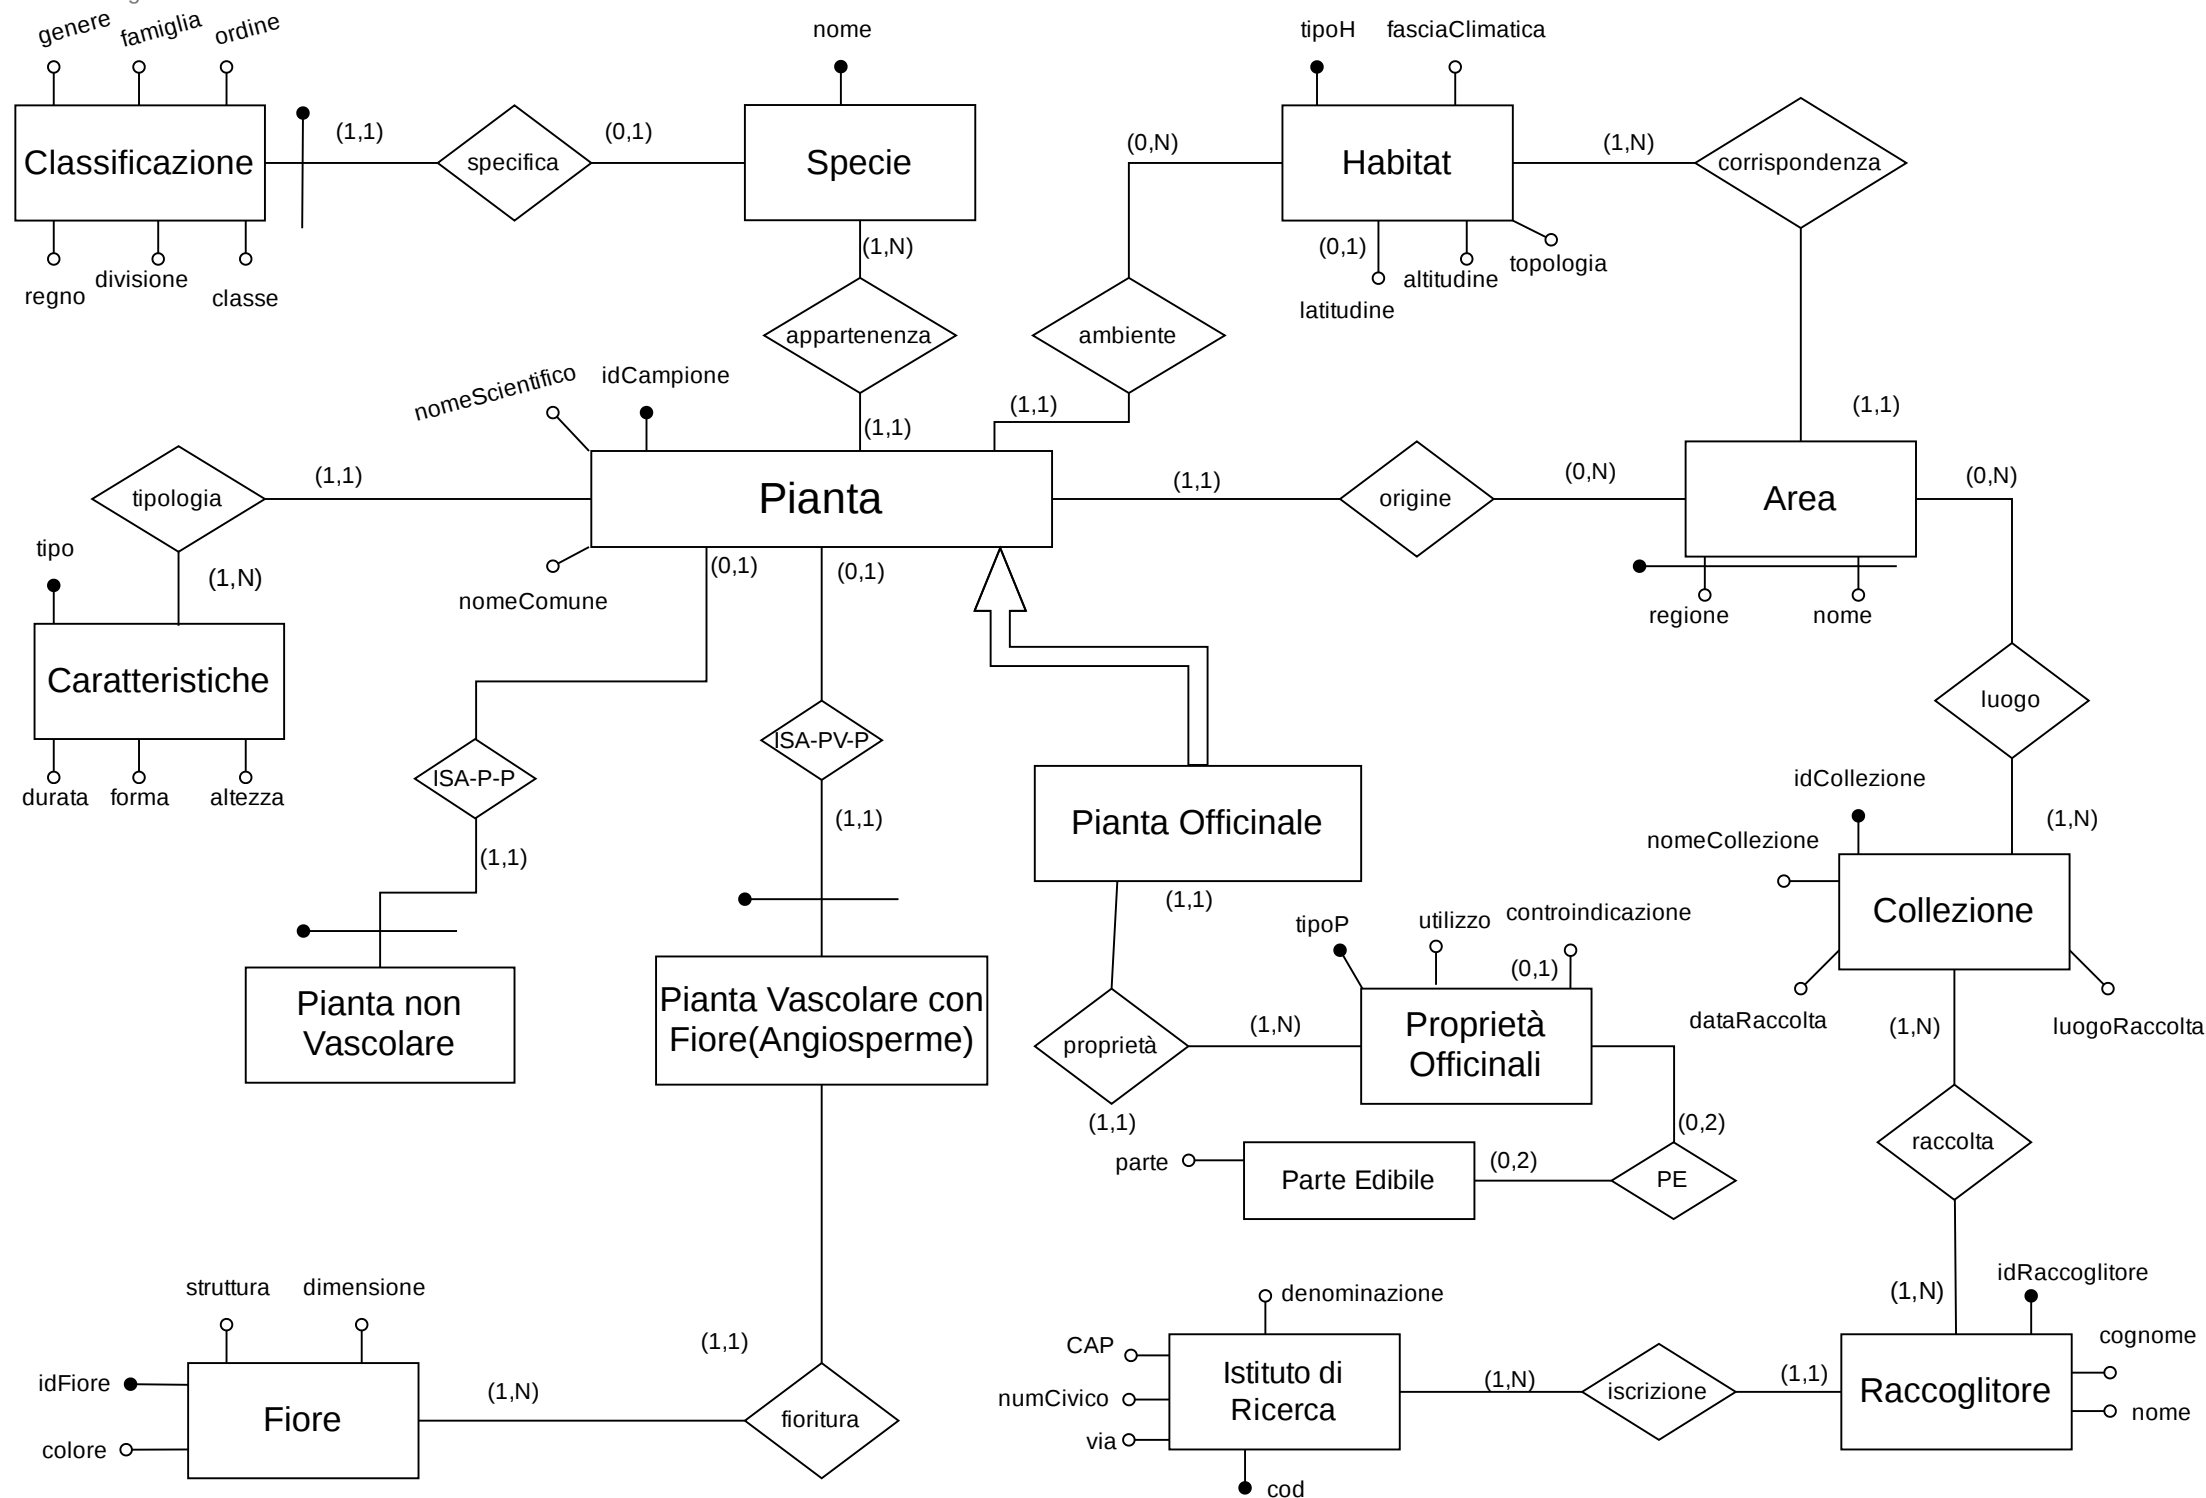 genere
famiglia
ordine
nome
tipoH
fasciaClimatica
(1,1)
(0,1)
(0,N)
(1,N)
Classificazione
specifica
Specie
Habitat
corrispondenza
(1,N)
(0,1)
regno
divisione
classe
latitudine
altitudine
topologia
appartenenza
ambiente
nomeScientifico
idCampione
(1,1)
(1,1)
(1,1)
tipologia
(1,1)
Pianta
(1,1)
origine
(0,N)
Area
(0,N)
tipo
(1,N)
nomeComune
(0,1)
(0,1)
regione
nome
Caratteristiche
durata
forma
altezza
ISA-P-P
ISA-PV-P
luogo
(1,1)
(1,1)
Pianta Officinale
idCollezione
nomeCollezione
(1,N)
(1,1)
tipoP
utilizzo
controindicazione
(0,1)
Collezione
Pianta non
Vascolare
Pianta Vascolare con
Fiore(Angiosperme)
proprietà
(1,N)
Proprietà
Officinali
dataRaccolta
(1,N)
luogoRaccolta
(1,1)
(0,2)
parte
Parte Edibile
(0,2)
PE
raccolta
struttura
dimensione
denominazione
(1,N)
idRaccoglitore
idFiore
colore
Fiore
(1,N)
(1,1)
fioritura
CAP
numCivico
via
Istituto di
Ricerca
cod
(1,N)
iscrizione
(1,1)
Raccoglitore
cognome
nome